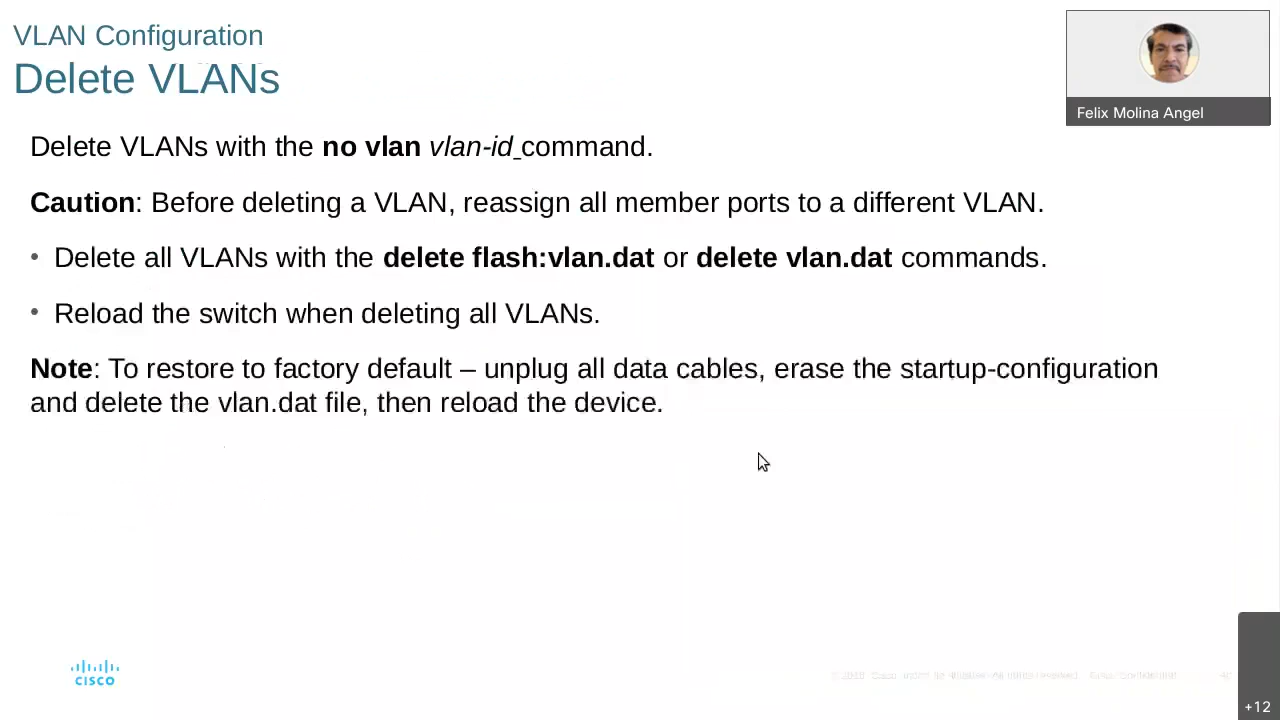 VLAN Configuration
Delete VLANs
Felix Molina Angel
Delete VLANs with the no vlan vlan-id command.
Caution: Before deleting a VLAN, reassign all member ports to a different VLAN.
• Delete all VLANs with the delete flash:vlan.dat or delete vlan.dat commands.
• Reload the switch when deleting all VLANs.
Note: To restore to factory default – unplug all data cables, erase the startup-configuration
and delete the vlan.dat file, then reload the device.
CISCO
+12